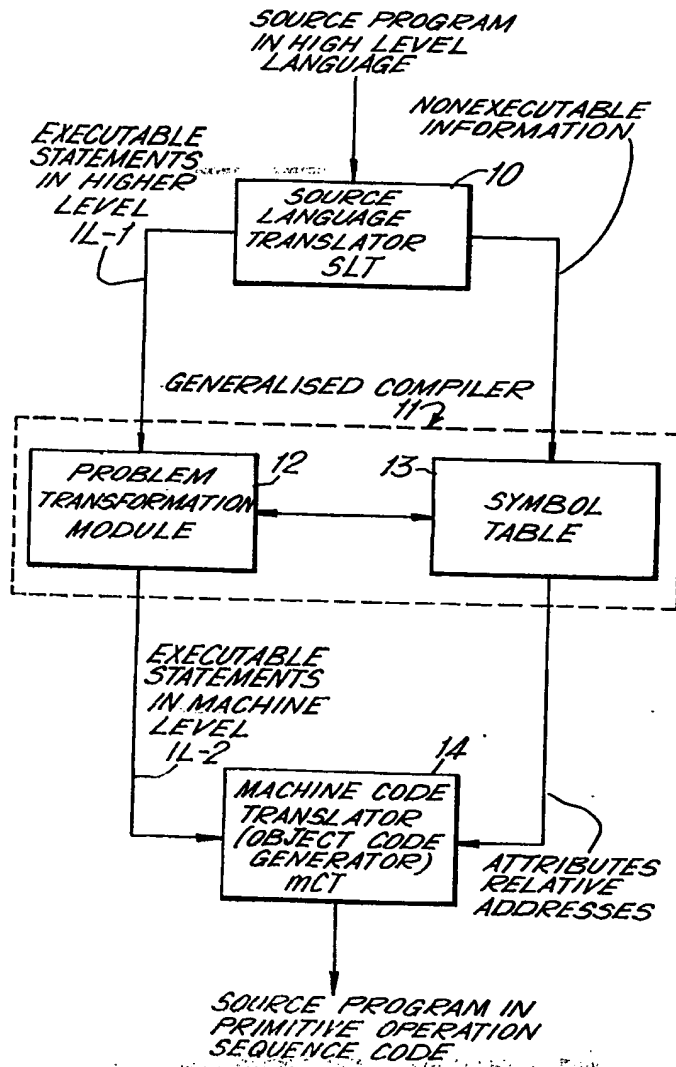 SOURCE PROGRAM
IN HIGH LEVEL
LANGUAGE
NONEXECUTABLE
INFORMATION
EXECUTABLE
STATEMENTS
IN HIGHER
LEVEL
IL-1
10
SOURCE
LANGUAGE
TRANSLATOR
SLT
GENERALISED COMPILER
11
PROBLEM
TRANSFORMATION
MODULE
12
13
SYMBOL
TABLE
EXECUTABLE
STATEMENTS
IN MACHINE
LEVEL
IL-2
14
MACHINE CODE
TRANSLATOR
(OBJECT CODE
GENERATOR)
mCT
ATTRIBUTES
RELATIVE
ADDRESSES
SOURCE PROGRAM IN
PRIMITIVE OPERATION
SEQUENCE CODE